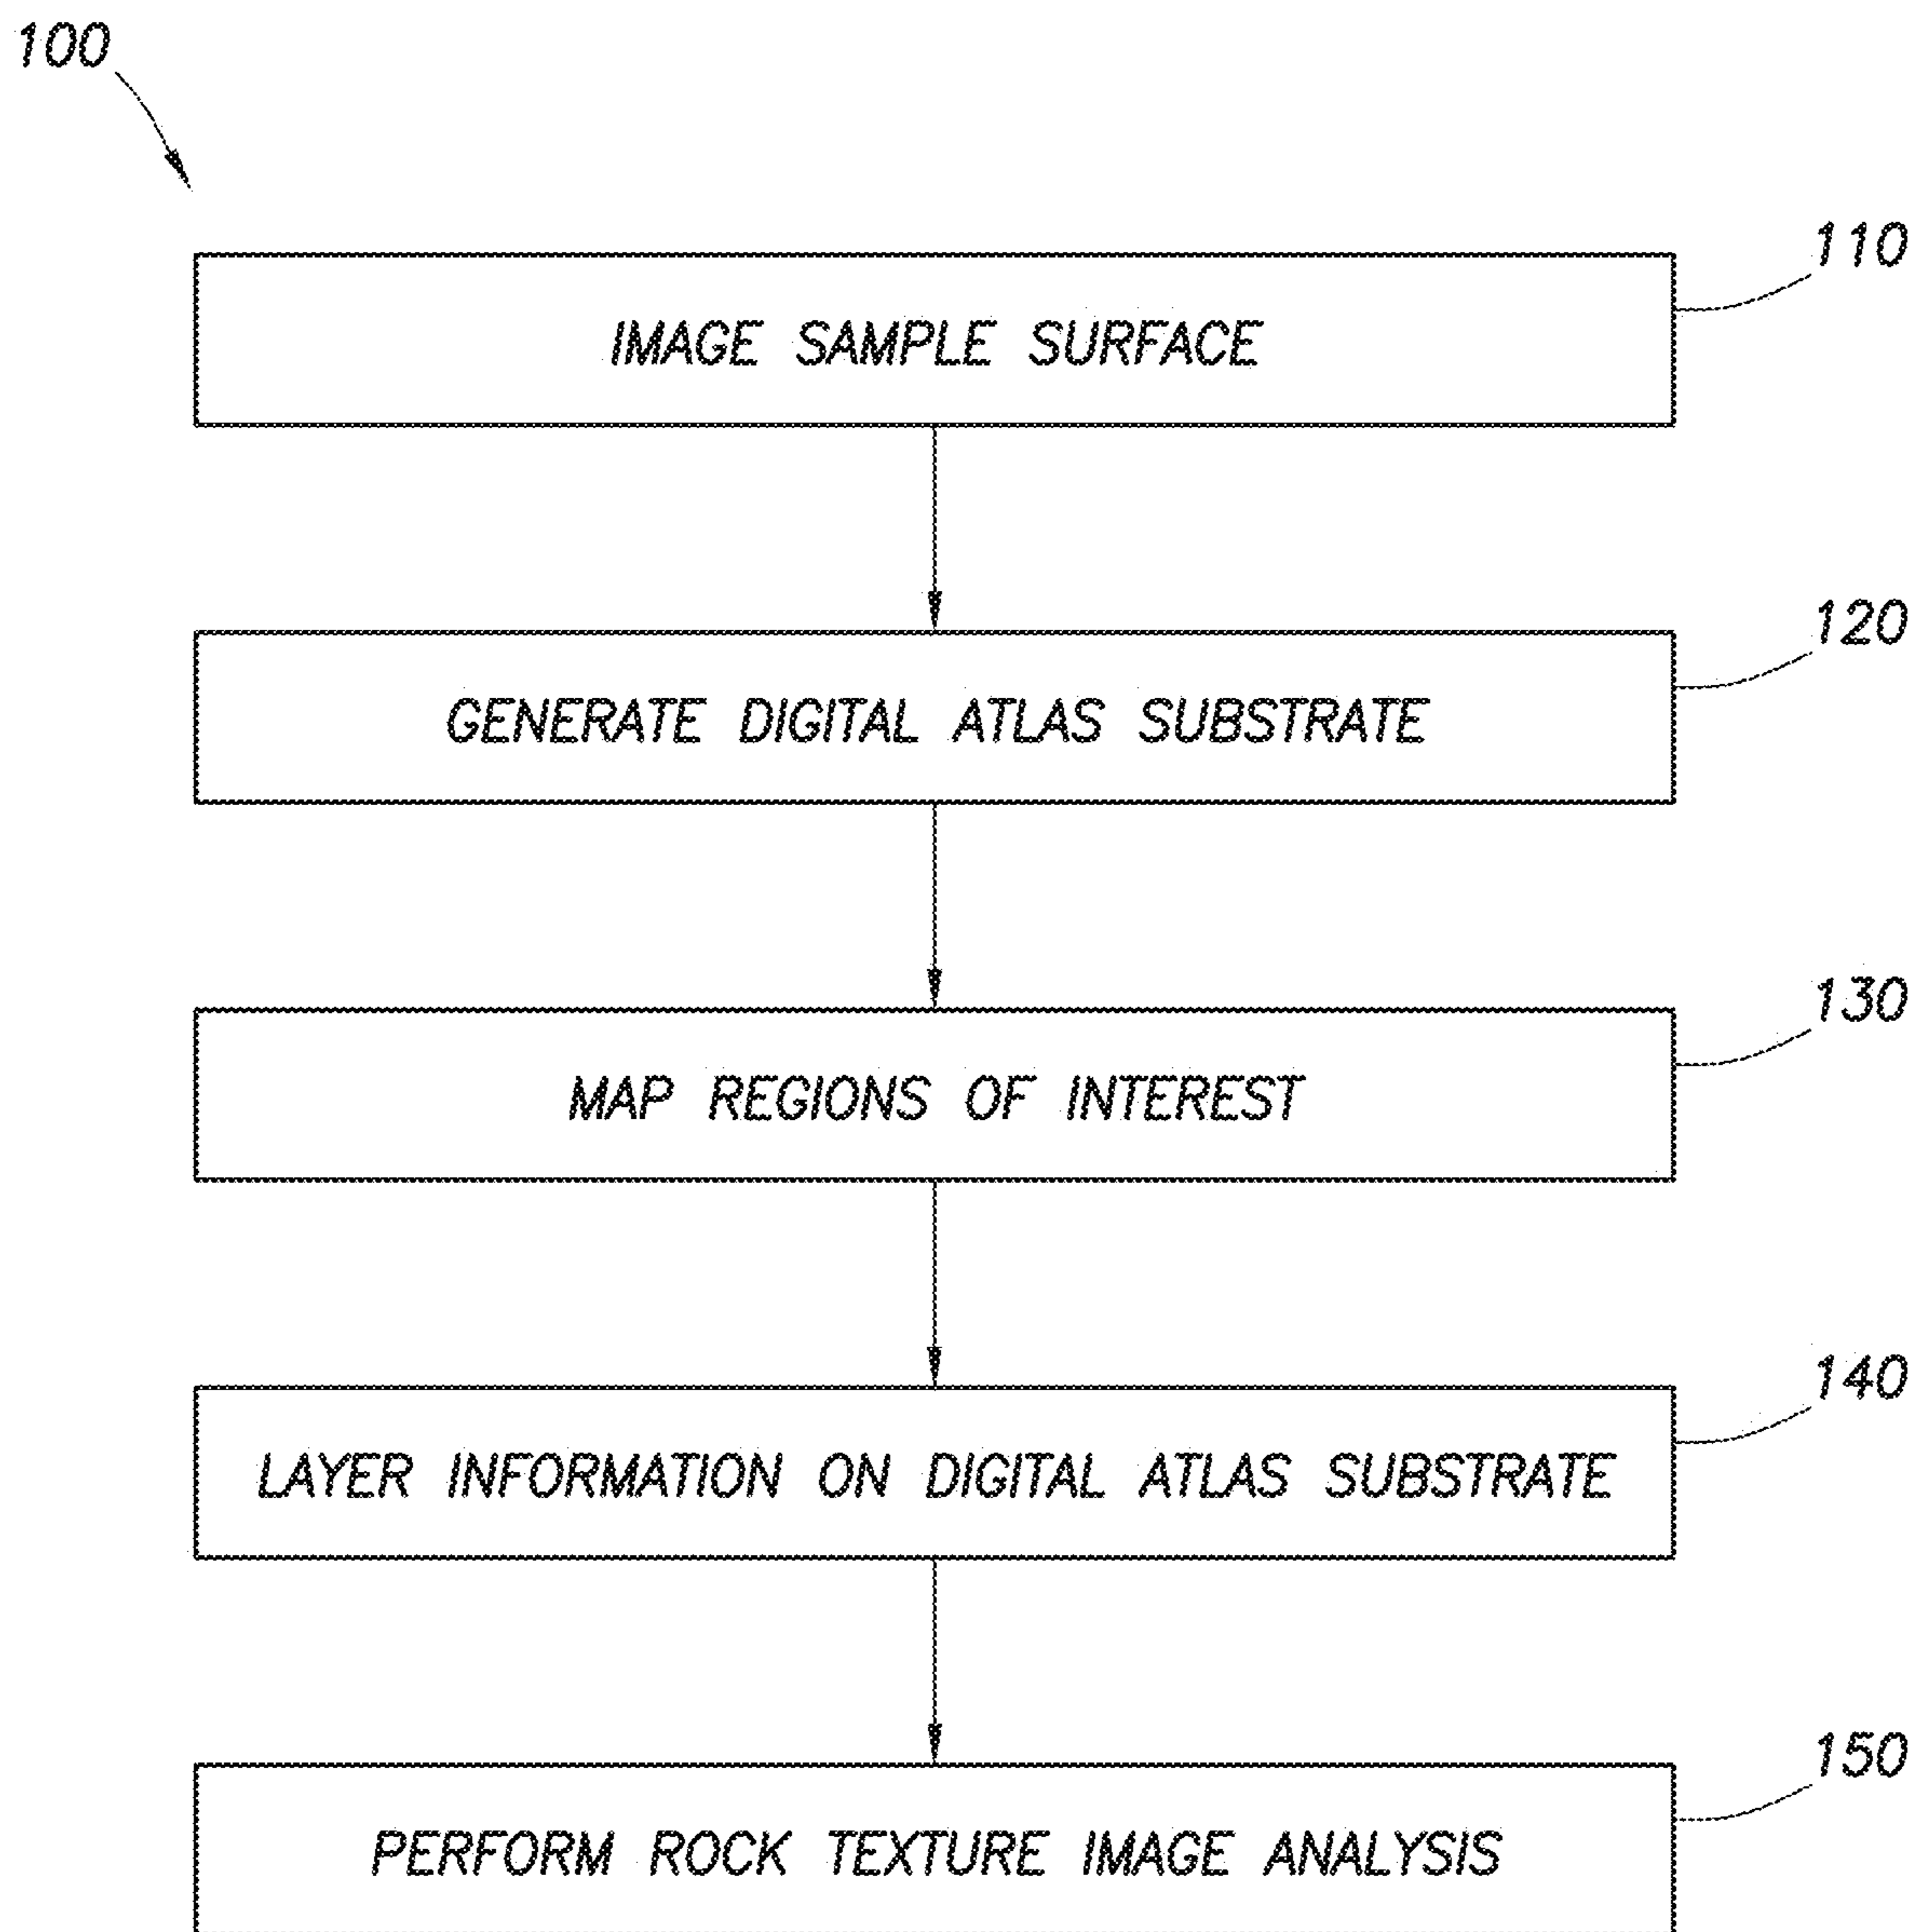 100
110
IMAGE SAMPLE SURFACE
120
GENERATE DIGITAL ATLAS SUBSTRATE
130
MAP REGIONS OF INTEREST
140
LAYER INFORMATION ON DIGITAL ATLAS SUBSTRATE
150
PERFORM ROCK TEXTURE IMAGE ANALYSIS